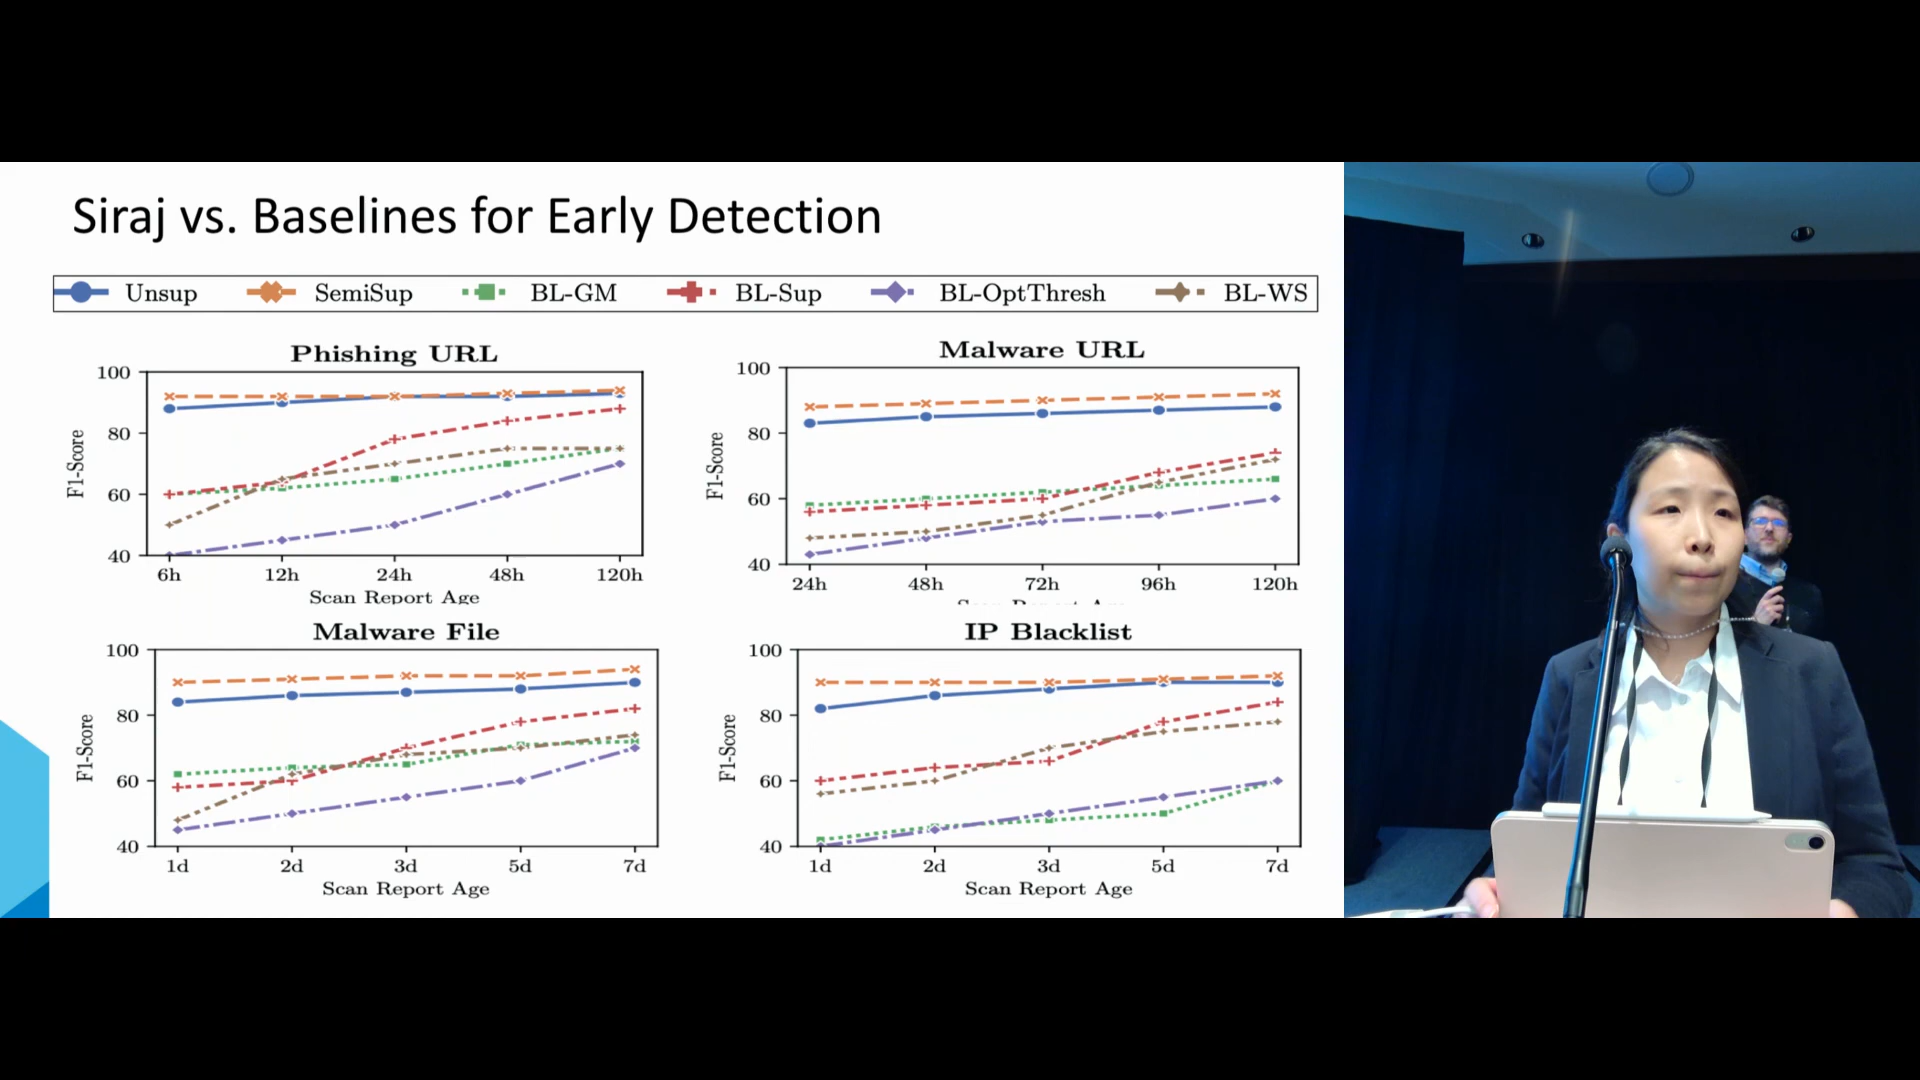 Siraj vs. Baselines for Early Detection
Unsup SemiSup BL-GM BL-Sup BL-OptThresh BL-WS
Phishing URL
100
80
60
40
F1-Score
6h 12h 24h 48h 120h
Scan Report Age
Malware URL
100
80
60
40
F1-Score
24h 48h 72h 96h 120h
Malware File
100
80
60
40
F1-Score
1d 2d 3d 5d 7d
Scan Report Age
IP Blacklist
100
80
60
40
F1-Score
1d 2d 3d 5d 7d
Scan Report Age